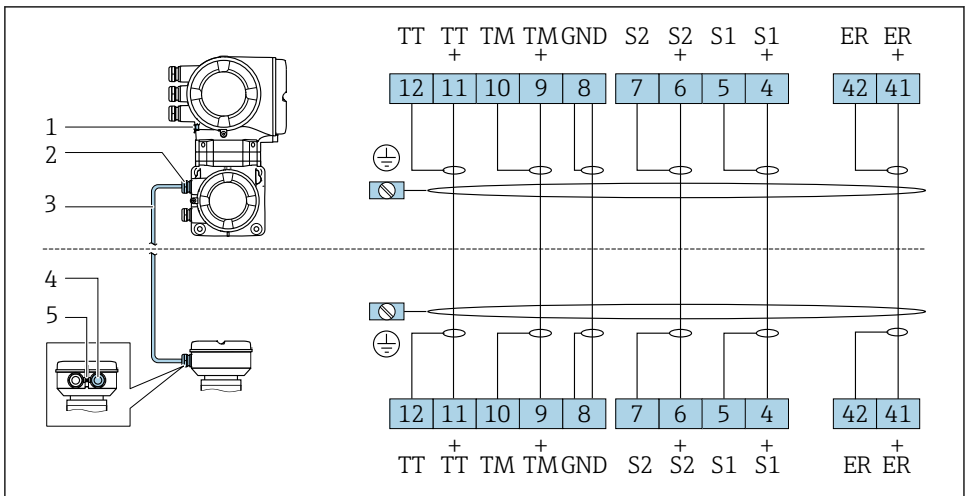 TT TT TM TM GND S2 S2 S1 S1 ER ER
+ + + + +
12 11 10 9 8 7 6 5 4 42 41
1
2
3
4
5
12 11 10 9 8 7 6 5 4 42 41
+ + + + +
TT TT TM TM GND S2 S2 S1 S1 ER ER